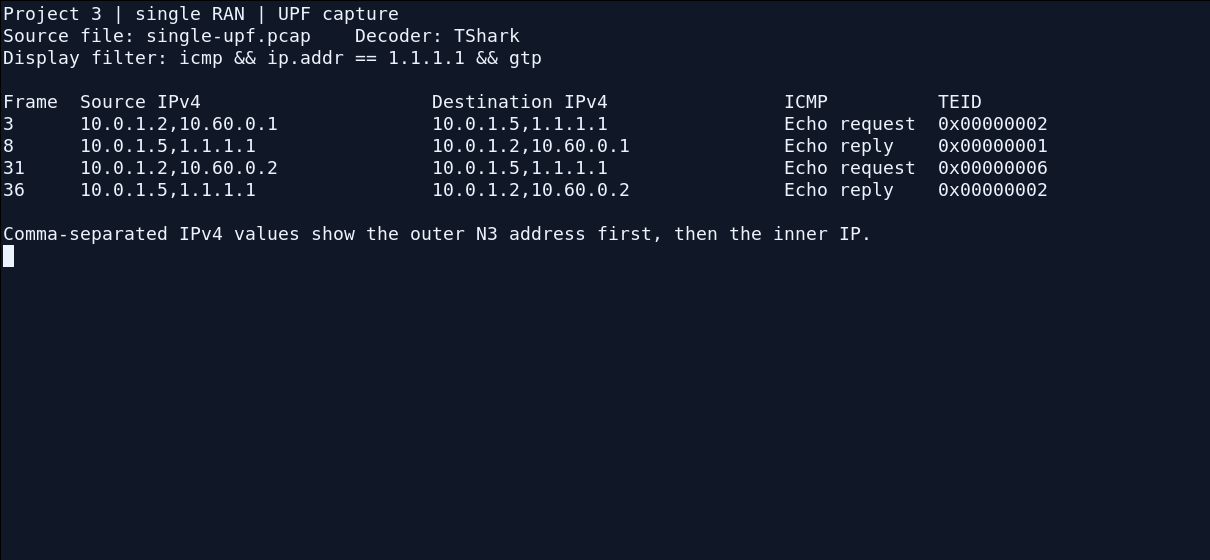 Project 3 | single RAN | UPF capture
Source file: single-upf.pcap    Decoder: TShark
Display filter: icmp && ip.addr == 1.1.1.1 && gtp
Frame  Source IPv4                     Destination IPv4                ICMP          TEID
3      10.0.1.2,10.60.0.1              10.0.1.5,1.1.1.1                Echo request  0x00000002
8      10.0.1.5,1.1.1.1                10.0.1.2,10.60.0.1              Echo reply    0x00000001
31     10.0.1.2,10.60.0.2              10.0.1.5,1.1.1.1                Echo request  0x00000006
36     10.0.1.5,1.1.1.1                10.0.1.2,10.60.0.2              Echo reply    0x00000002
Comma-separated IPv4 values show the outer N3 address first, then the inner IP.